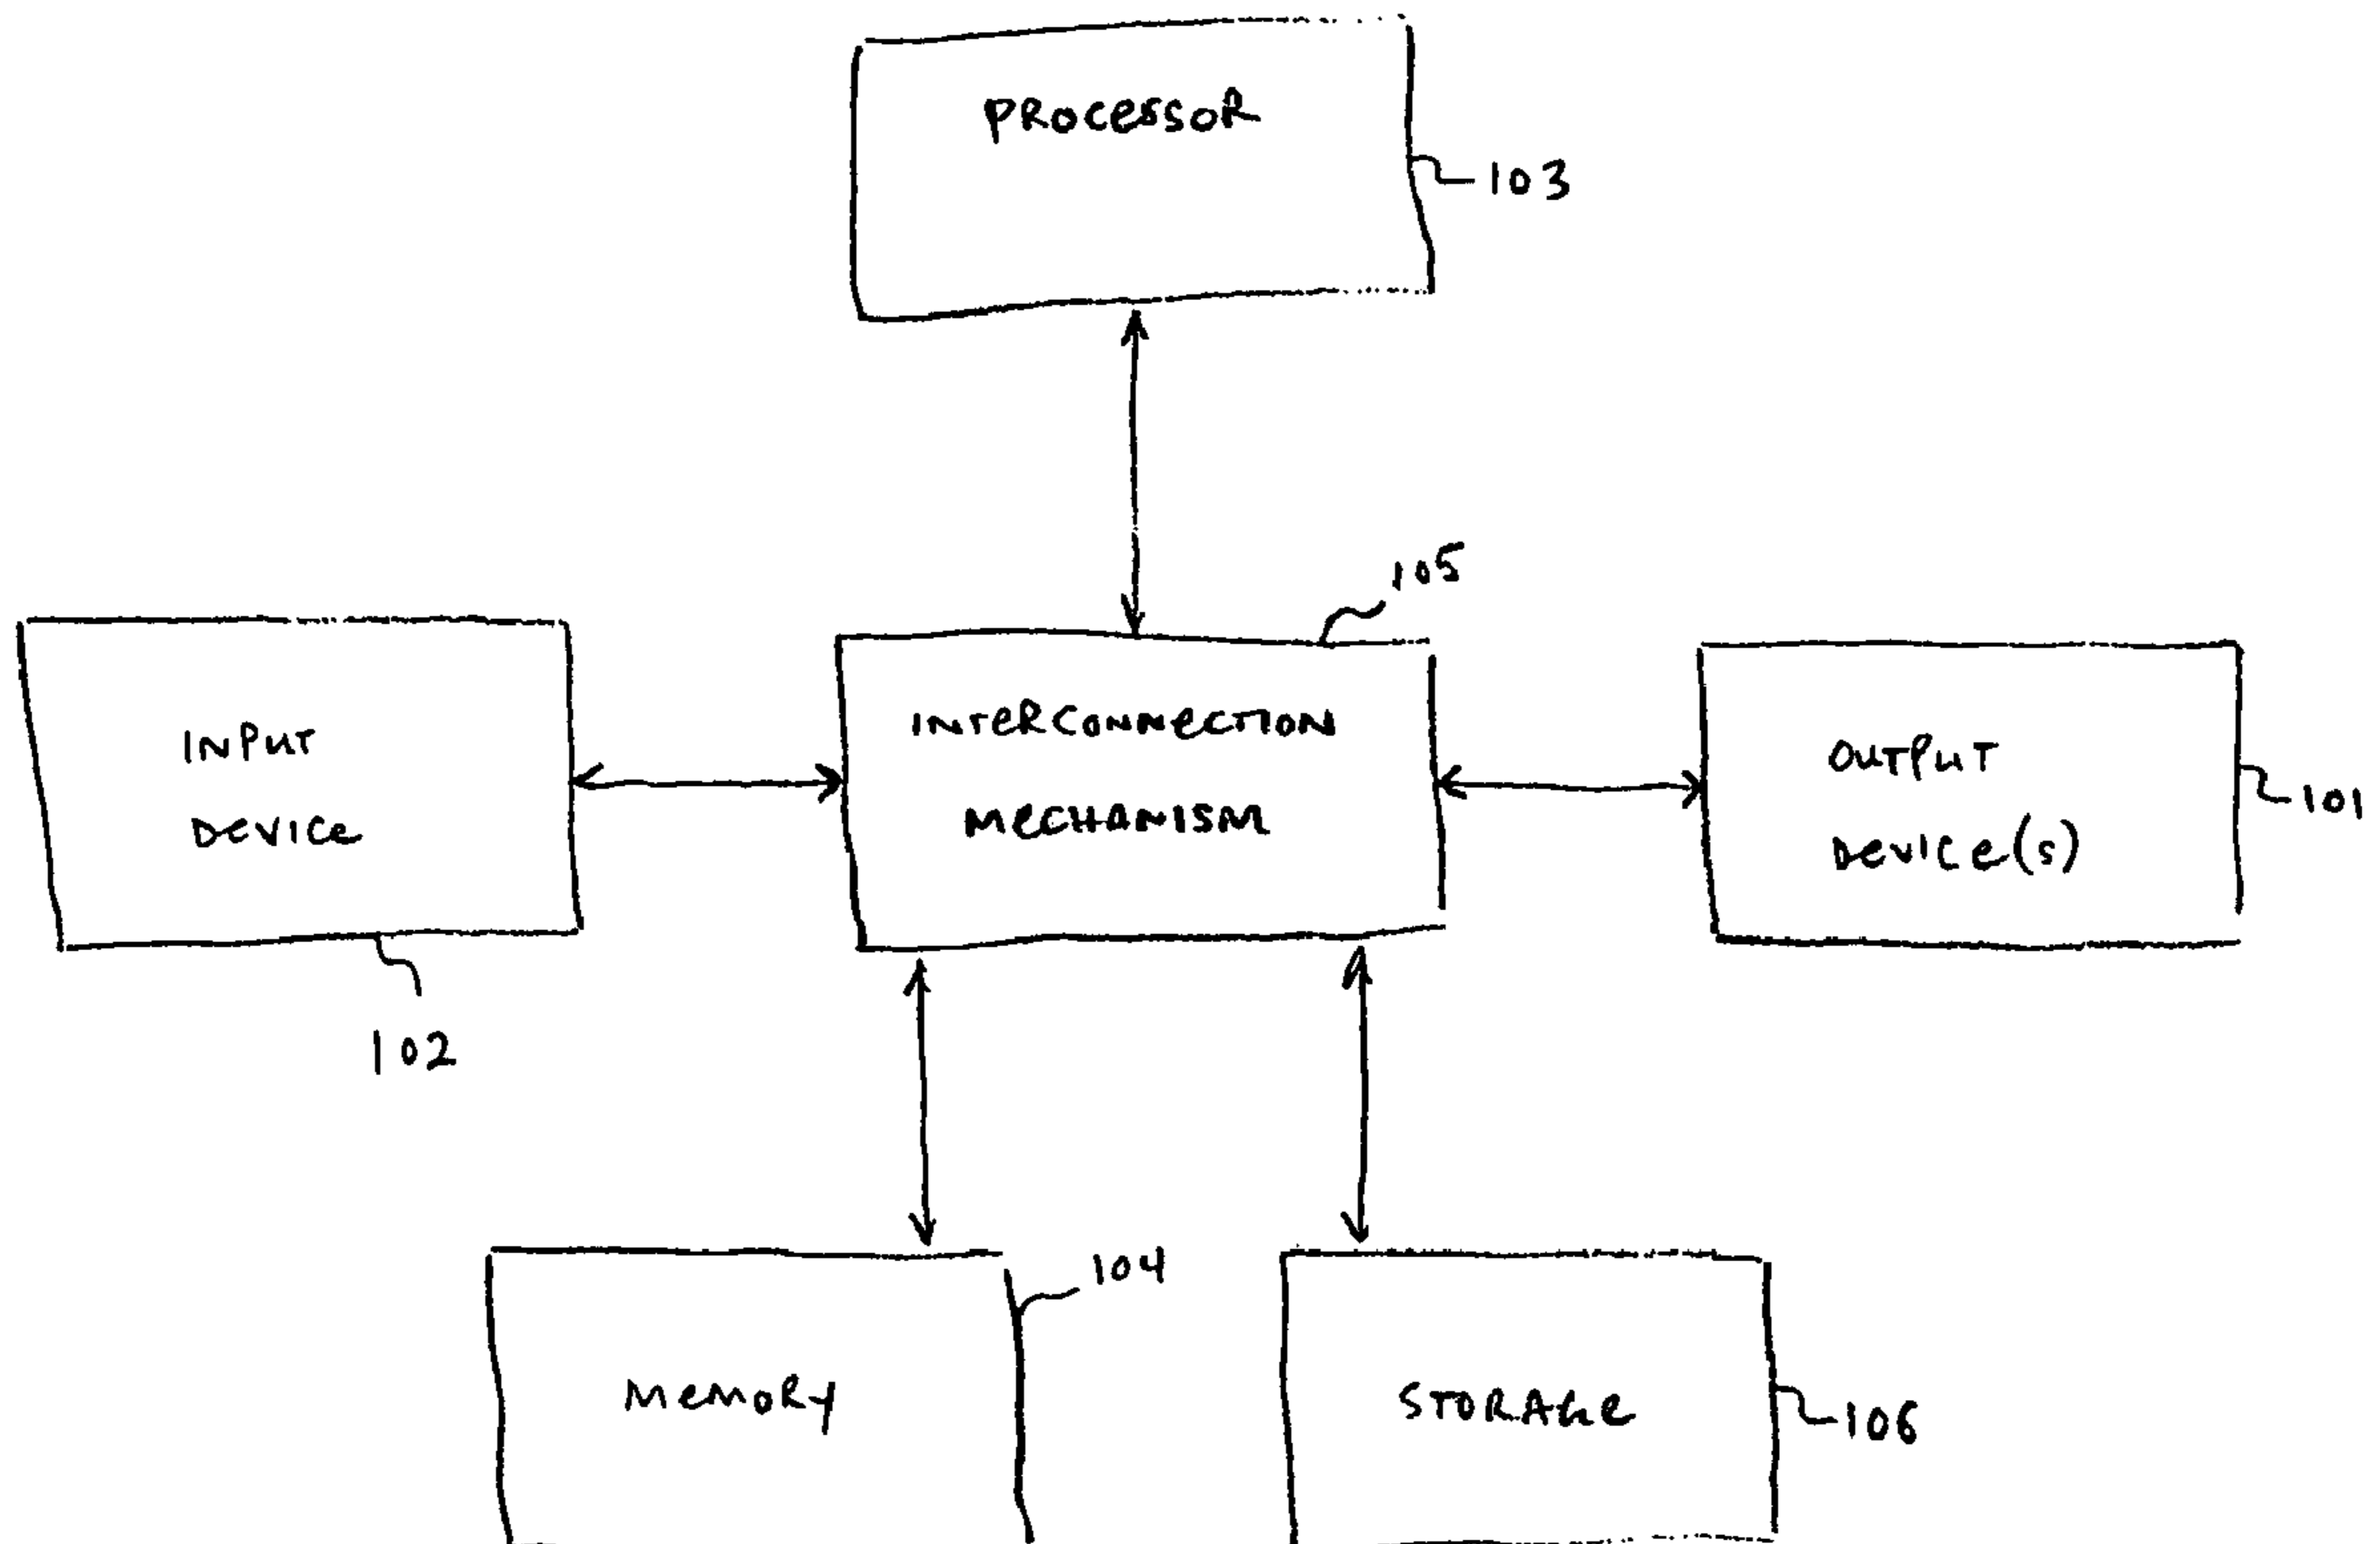 PROCESSOR
103
105
INPUT
DEVICE
102
INTERCONNECTION
MECHANISM
OUTPUT
DEVICE(S)
101
MEMORY
104
STORAGE
106